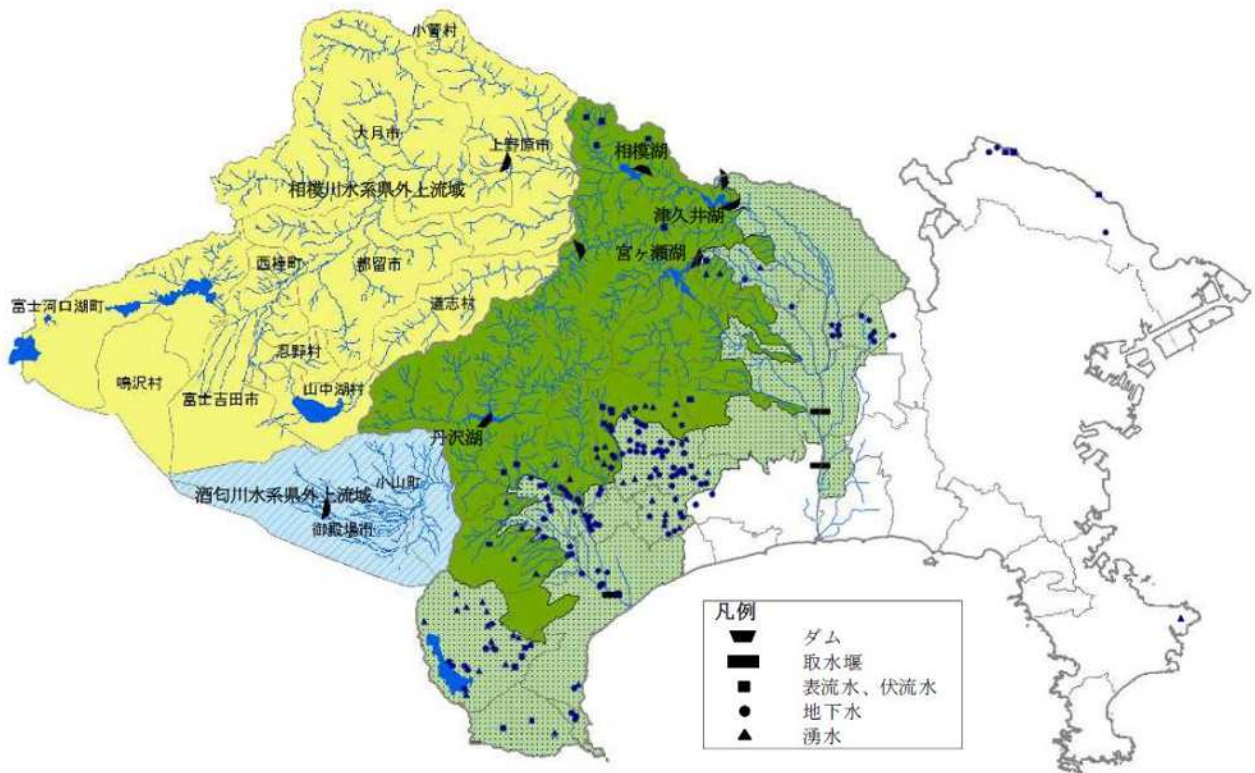 小菅村
大月市
上野原市
相模湖
相模川水系県外上流域
津久井湖
宮ヶ瀬湖
西桂町
都留市
道志村
富士河口湖町
忍野村
鳴沢村
富士吉田市
山中湖村
丹沢湖
酒匂川水系県外上流域
小山町
御殿場市
凡例
ダム
取水堰
表流水、伏流水
地下水
湧水